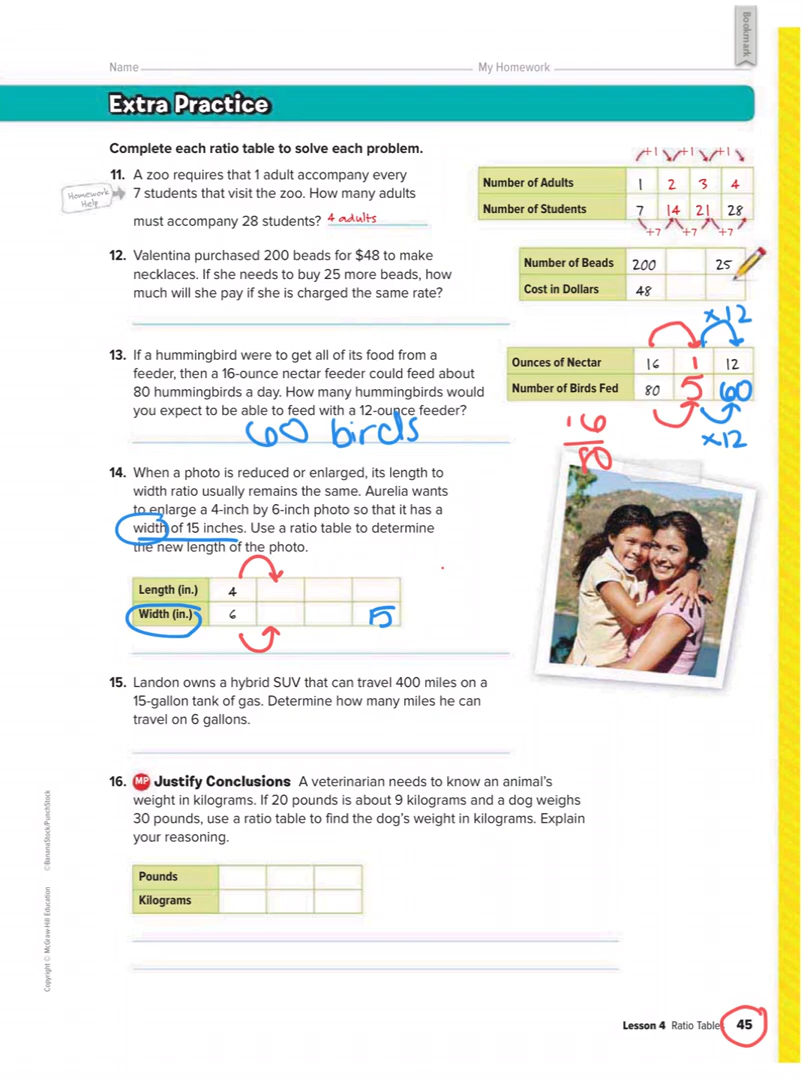 Bookmark
Name
My Homework
Extra Practice
Complete each ratio table to solve each problem.
+1 +1 +1
11. A zoo requires that 1 adult accompany every
Homework Help
7 students that visit the zoo. How many adults
must accompany 28 students? 4 adults
Number of Adults 1 2 3 4
Number of Students 7 14 21 28
+7 +7 +7
12. Valentina purchased 200 beads for $48 to make
necklaces. If she needs to buy 25 more beads, how
much will she pay if she is charged the same rate?
Number of Beads 200 25
Cost in Dollars 48
x12
13. If a hummingbird were to get all of its food from a
feeder, then a 16-ounce nectar feeder could feed about
80 hummingbirds a day. How many hummingbirds would
you expect to be able to feed with a 12-ounce feeder?
60 birds
Ounces of Nectar 16 1 12
Number of Birds Fed 80 5 60
x12
16
80
14. When a photo is reduced or enlarged, its length to
width ratio usually remains the same. Aurelia wants
to enlarge a 4-inch by 6-inch photo so that it has a
width of 15 inches. Use a ratio table to determine
the new length of the photo.
Length (in.) 4
Width (in.) 6 15
15. Landon owns a hybrid SUV that can travel 400 miles on a
15-gallon tank of gas. Determine how many miles he can
travel on 6 gallons.
16. MP Justify Conclusions A veterinarian needs to know an animal's
weight in kilograms. If 20 pounds is about 9 kilograms and a dog weighs
30 pounds, use a ratio table to find the dog's weight in kilograms. Explain
your reasoning.
Pounds
Kilograms
Copyright © McGraw-Hill Education ©BananaStock/PunchStock
Lesson 4 Ratio Tables 45